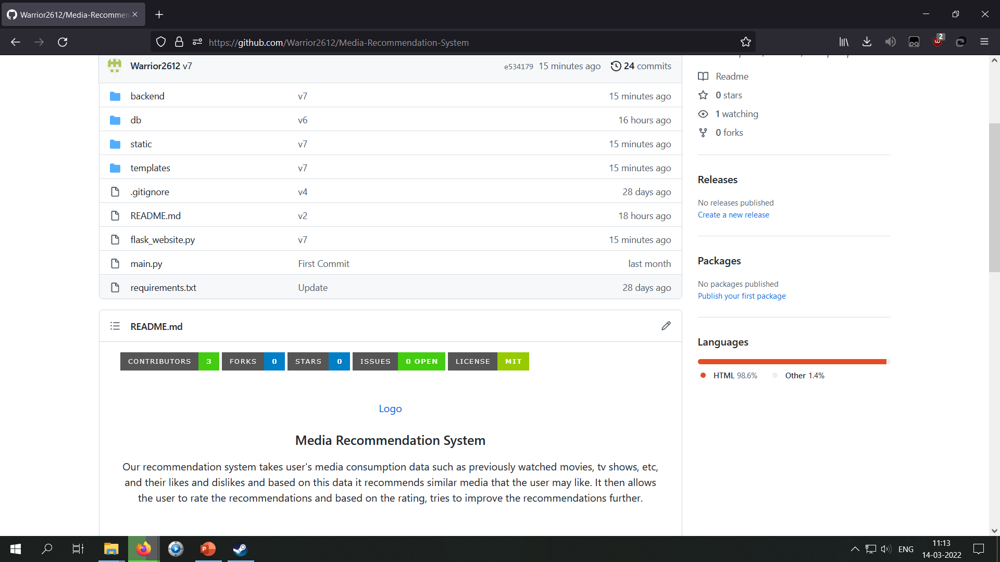 Warrior2612/Media-Recommen
https://github.com/Warrior2612/Media-Recommendation-System
2
Warrior2612 v7 e534179 15 minutes ago 24 commits
backend v7 15 minutes ago
db v6 16 hours ago
static v7 15 minutes ago
templates v7 15 minutes ago
.gitignore v4 28 days ago
README.md v2 18 hours ago
flask_website.py v7 15 minutes ago
main.py First Commit last month
requirements.txt Update 28 days ago
README.md
CONTRIBUTORS 3 FORKS 0 STARS 0 ISSUES 0 OPEN LICENSE MIT
Logo
Media Recommendation System
Our recommendation system takes user's media consumption data such as previously watched movies, tv shows, etc,
and their likes and dislikes and based on this data it recommends similar media that the user may like. It then allows
the user to rate the recommendations and based on the rating, tries to improve the recommendations further.
Readme
0 stars
1 watching
0 forks
Releases
No releases published
Create a new release
Packages
No packages published
Publish your first package
Languages
HTML 98.6% Other 1.4%
ENG
11:13
14-03-2022